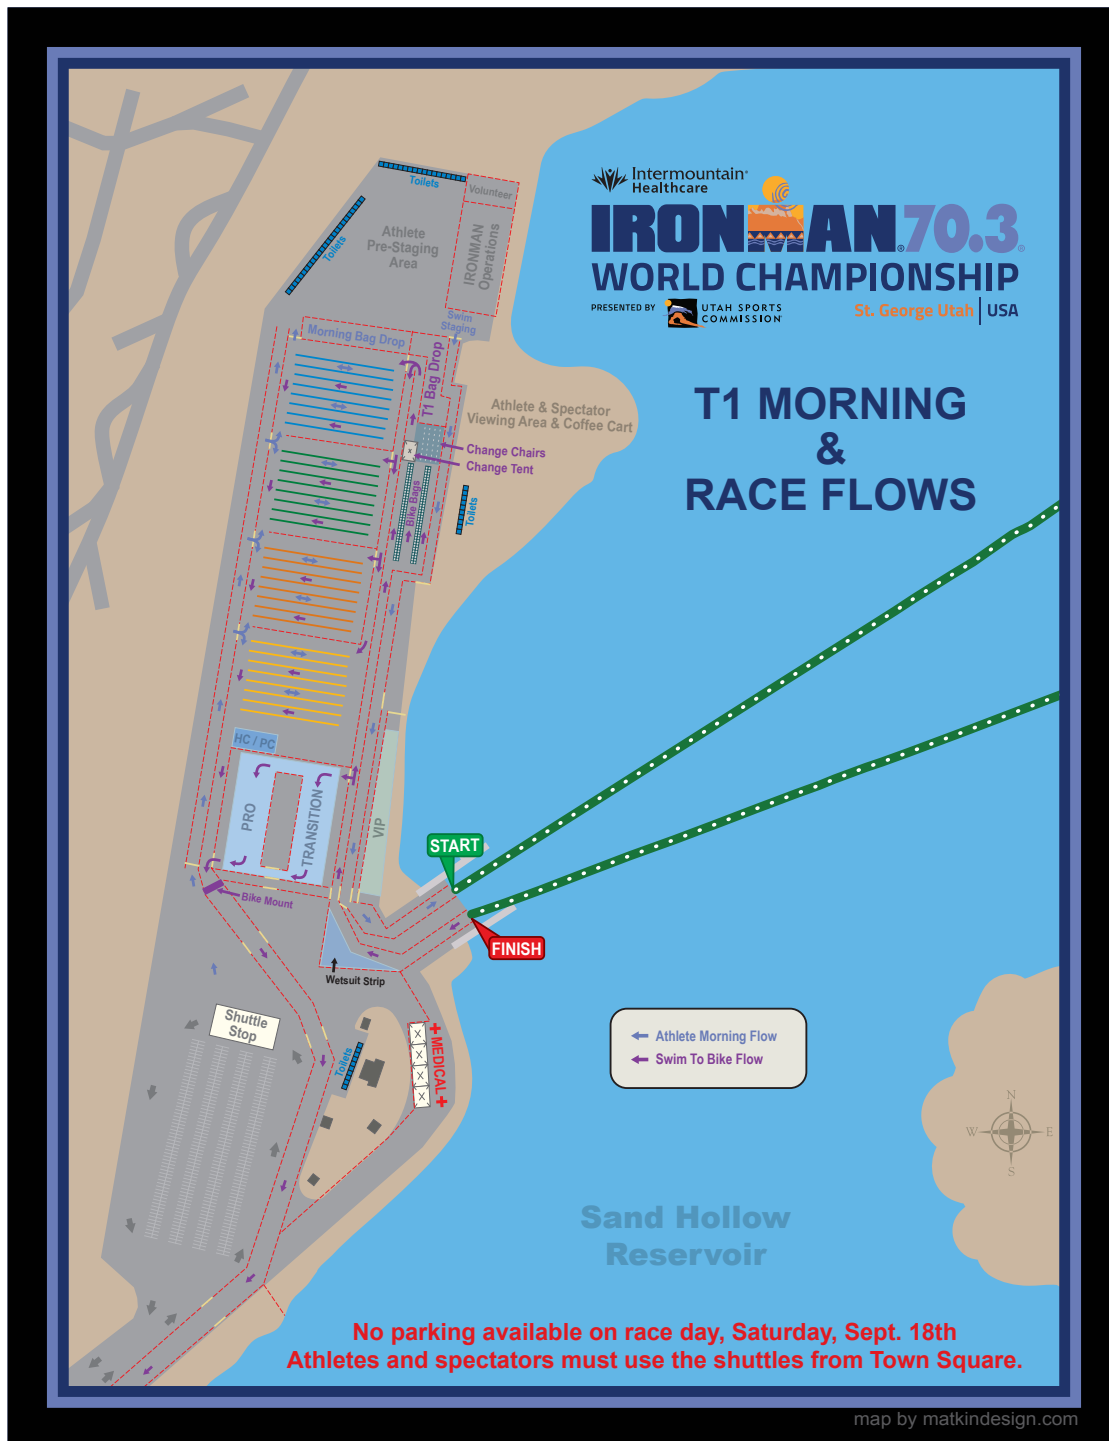 Intermountain®
Healthcare
IRONMAN® 70.3®
WORLD CHAMPIONSHIP
PRESENTED BY
UTAH SPORTS
COMMISSION
St. George Utah | USA
T1 MORNING
&
RACE FLOWS
Toilets
Volunteer
Toilets
Athlete
Pre-Staging
Area
IRONMAN
Operations
Swim
Staging
Morning Bag Drop
T1 Bag Drop
Athlete & Spectator
Viewing Area & Coffee Cart
Change Chairs
Change Tent
Bike Bags
Toilets
HC / PC
PRO
TRANSITION
VIP
START
FINISH
Bike Mount
Wetsuit Strip
Shuttle
Stop
Toilets
MEDICAL
Athlete Morning Flow
Swim To Bike Flow
N
W
E
S
Sand Hollow
Reservoir
No parking available on race day, Saturday, Sept. 18th
Athletes and spectators must use the shuttles from Town Square.
map by matkindesign.com